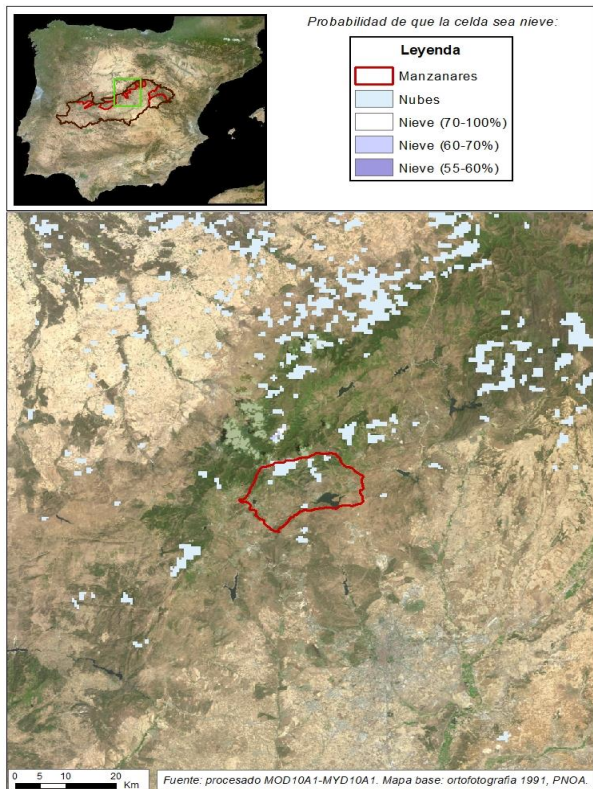 Probabilidad de que la celda sea nieve:
Leyenda
Manzanares
Nubes
Nieve (70-100%)
Nieve (60-70%)
Nieve (55-60%)
0 5 10 20
Km
Fuente: procesado MOD10A1-MYD10A1. Mapa base: ortofotografia 1991, PNOA.